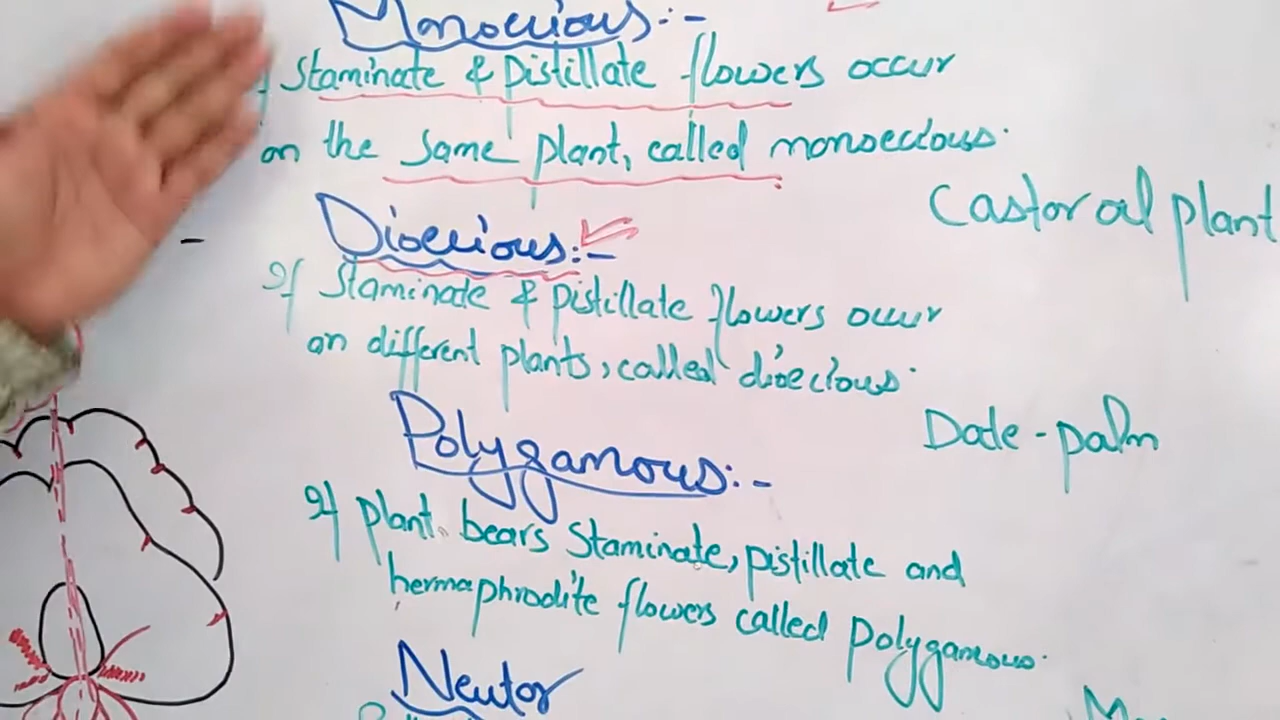 Monoecious:-
If Staminate & Pistillate flowers occur
on the same plant, called monoecious.
Castor oil plant
Dioecious:-
If Staminate & Pistillate flowers occur
on different plants, called dioecious.
Date-palm
Polygamous:-
If plant bears Staminate, pistillate and
hermaphrodite flowers called Polygamous.
Neutor